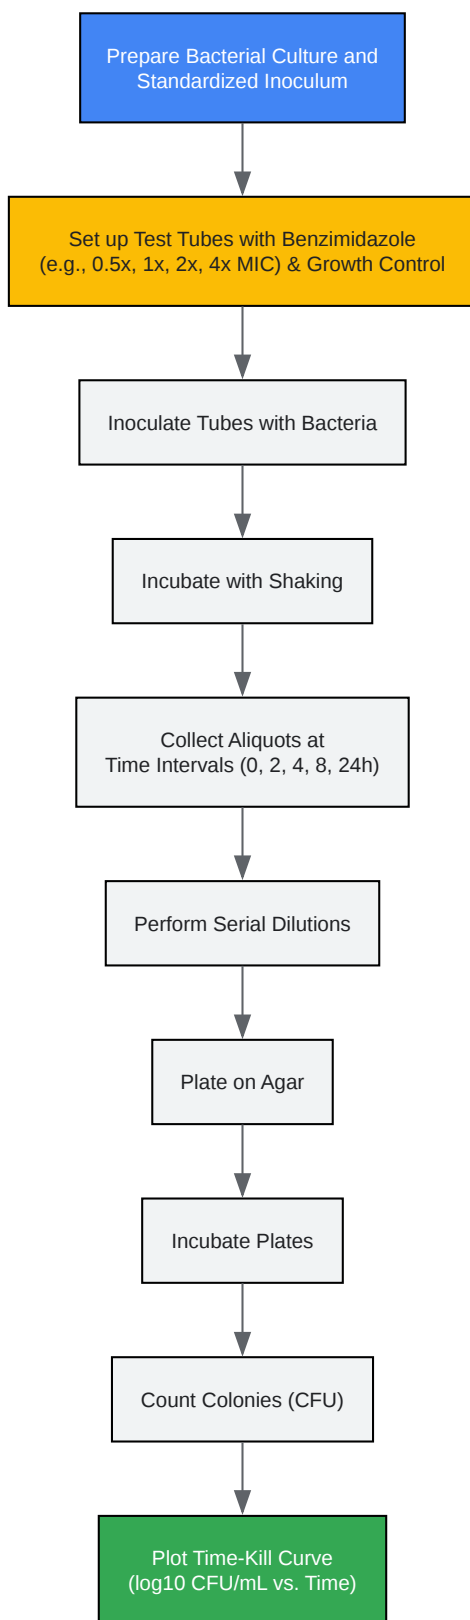 Prepare Bacterial Culture and
Standardized Inoculum
Set up Test Tubes with Benzimidazole
(e.g., 0.5x, 1x, 2x, 4x MIC) & Growth Control
Inoculate Tubes with Bacteria
Incubate with Shaking
Collect Aliquots at
Time Intervals (0, 2, 4, 8, 24h)
Perform Serial Dilutions
Plate on Agar
Incubate Plates
Count Colonies (CFU)
Plot Time-Kill Curve
(log10 CFU/mL vs. Time)